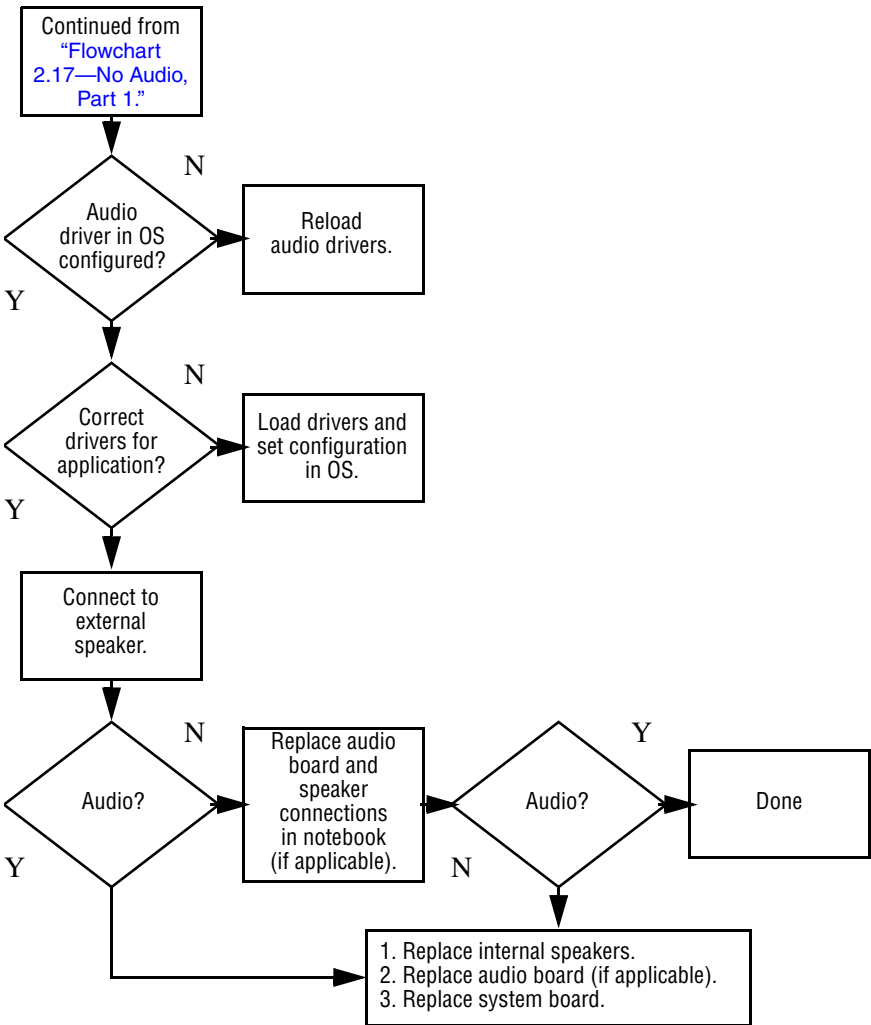 Continued from
“Flowchart
2.17—No Audio,
Part 1.”
N
Audio
driver in OS
configured?
Reload
audio drivers.
Y
N
Correct
drivers for
application?
Load drivers and
set configuration
in OS.
Y
Connect to
external
speaker.
N
Audio?
Y
Replace audio
board and
speaker
connections
in notebook
(if applicable).
Y
Audio?
N
Done
1. Replace internal speakers.
2. Replace audio board (if applicable).
3. Replace system board.